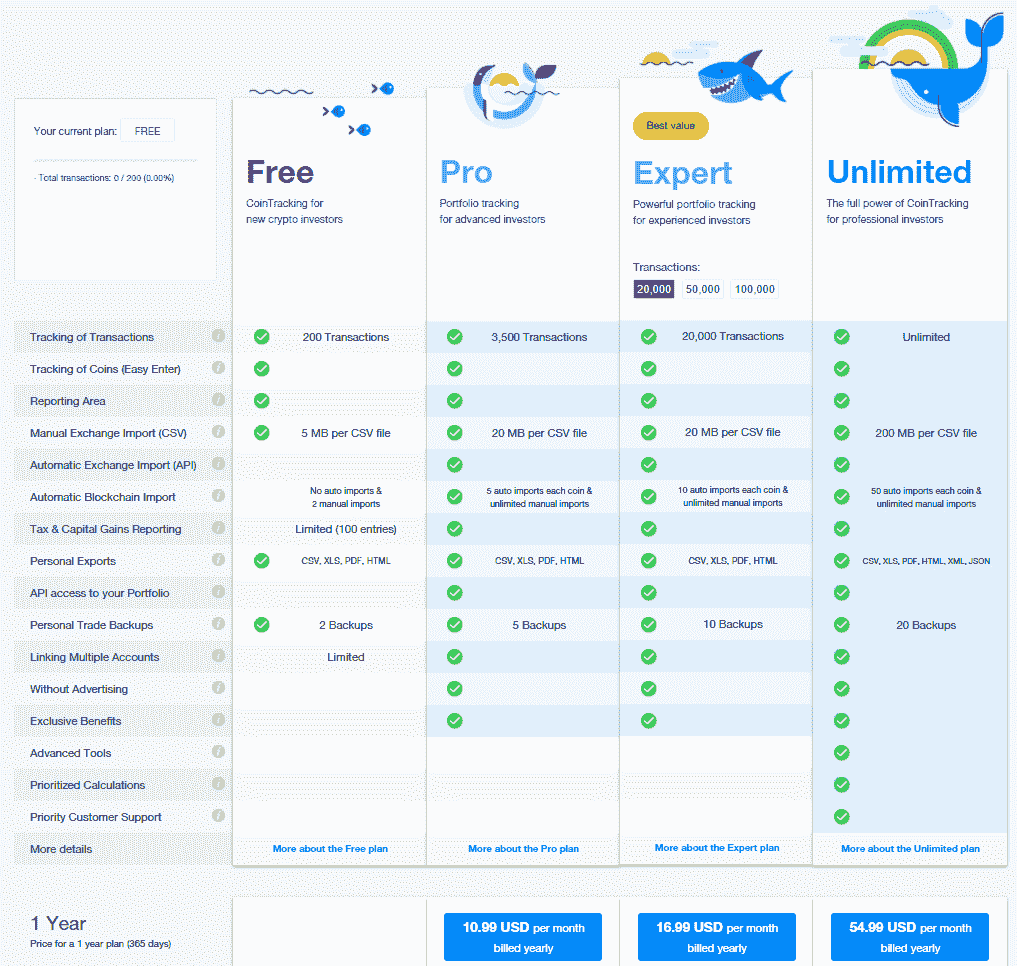 Your current plan: FREE
- Total transactions: 0 / 200 (0.00%)
Free
CoinTracking for
new crypto investors
Pro
Portfolio tracking
for advanced investors
Best value
Expert
Powerful portfolio tracking
for experienced investors
Transactions:
20,000 50,000 100,000
Unlimited
The full power of CoinTracking
for professional investors
Tracking of Transactions 200 Transactions 3,500 Transactions 20,000 Transactions Unlimited
Tracking of Coins (Easy Enter)
Reporting Area
Manual Exchange Import (CSV) 5 MB per CSV file 20 MB per CSV file 20 MB per CSV file 200 MB per CSV file
Automatic Exchange Import (API)
Automatic Blockchain Import
No auto imports &
2 manual imports
5 auto imports each coin &
unlimited manual imports
10 auto imports each coin &
unlimited manual imports
50 auto imports each coin &
unlimited manual imports
Tax & Capital Gains Reporting Limited (100 entries)
Personal Exports CSV, XLS, PDF, HTML CSV, XLS, PDF, HTML CSV, XLS, PDF, HTML CSV, XLS, PDF, HTML, XML, JSON
API access to your Portfolio
Personal Trade Backups 2 Backups 5 Backups 10 Backups 20 Backups
Linking Multiple Accounts Limited
Without Advertising
Exclusive Benefits
Advanced Tools
Prioritized Calculations
Priority Customer Support
More details More about the Free plan More about the Pro plan More about the Expert plan More about the Unlimited plan
1 Year
Price for a 1 year plan (365 days)
10.99 USD per month
billed yearly
16.99 USD per month
billed yearly
54.99 USD per month
billed yearly